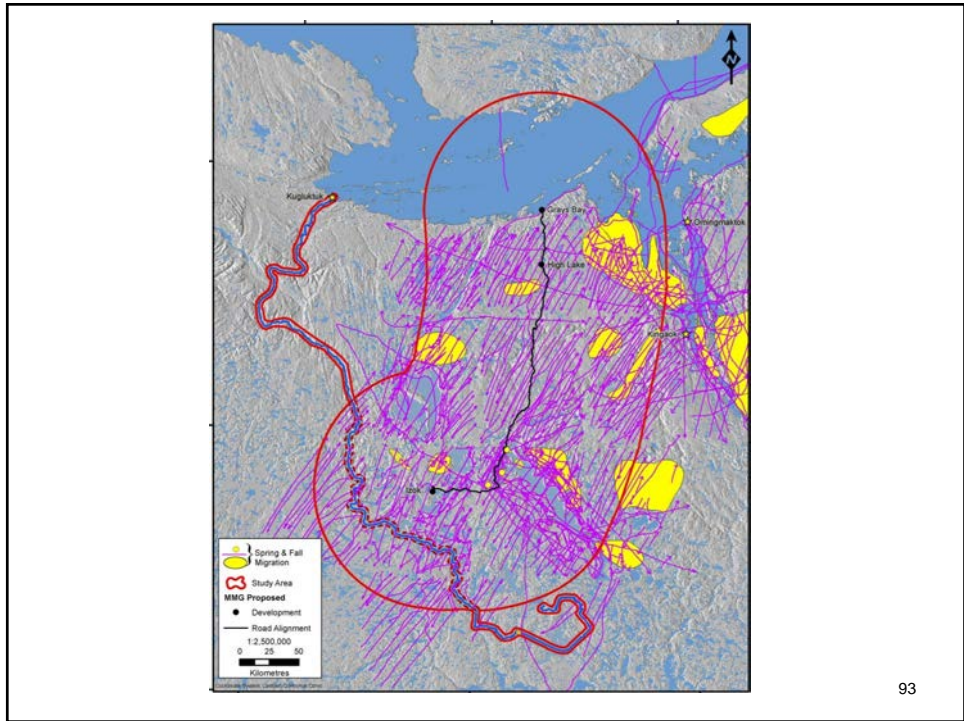 N
Kugluktuk
Grays Bay
Omingmaktok
High Lake
Kingaok
Izok
Spring & Fall
Migration
Study Area
MMG Proposed
Development
Road Alignment
1:2,500,000
0 25 50
Kilometres
93